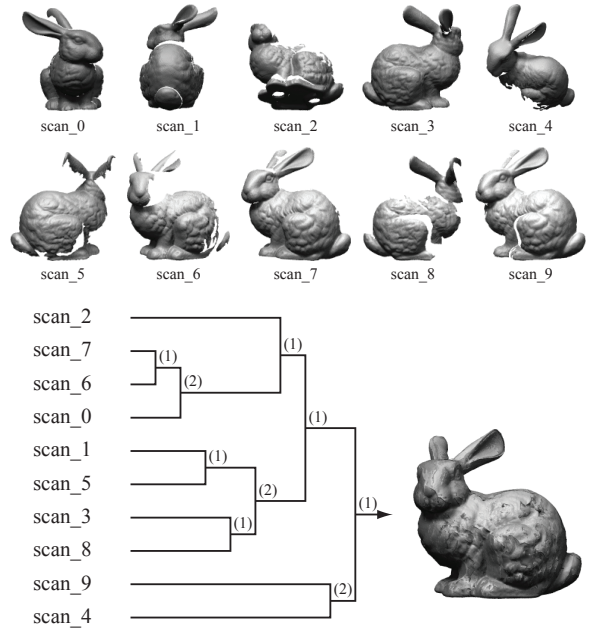 scan_0 scan_1 scan_2 scan_3 scan_4
scan_5 scan_6 scan_7 scan_8 scan_9
scan_2
(1)
scan_7
(1)
scan_6
(2)
(1)
scan_0
scan_1
(1)
scan_5
(2)
(1)
scan_3
(1)
scan_8
scan_9
(2)
scan_4